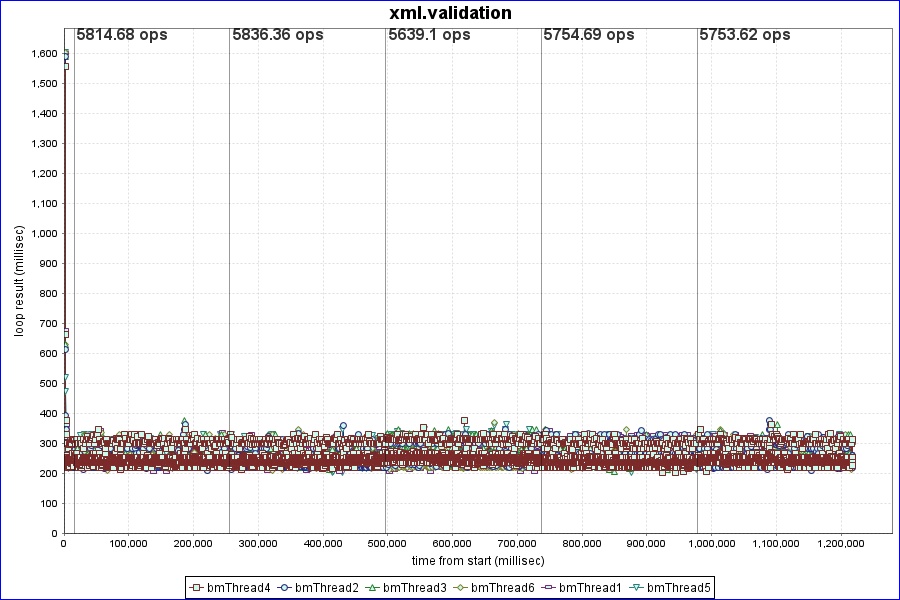 xml.validation
5814.68 ops 5836.36 ops 5639.1 ops 5754.69 ops 5753.62 ops
1,600
1,500
1,400
1,300
1,200
1,100
1,000
900
800
700
600
500
400
300
200
100
0
loop result (millisec)
0 100,000 200,000 300,000 400,000 500,000 600,000 700,000 800,000 900,000 1,000,000 1,100,000 1,200,000
time from start (millisec)
bmThread4 bmThread2 bmThread3 bmThread6 bmThread1 bmThread5